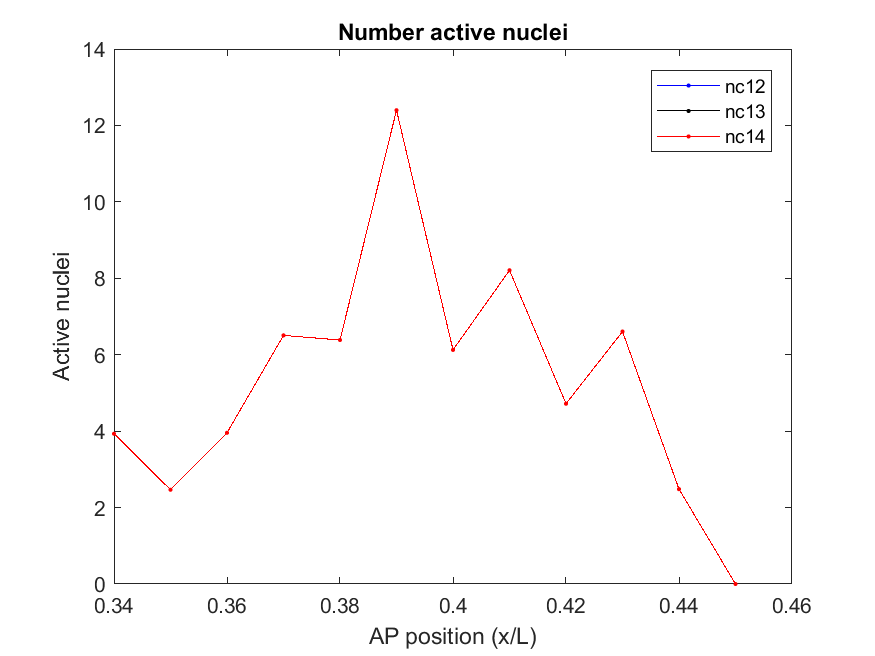 Number active nuclei
nc12
nc13
nc14
14
12
10
8
6
4
2
0
Active nuclei
0.34
0.36
0.38
0.4
0.42
0.44
0.46
AP position (x/L)